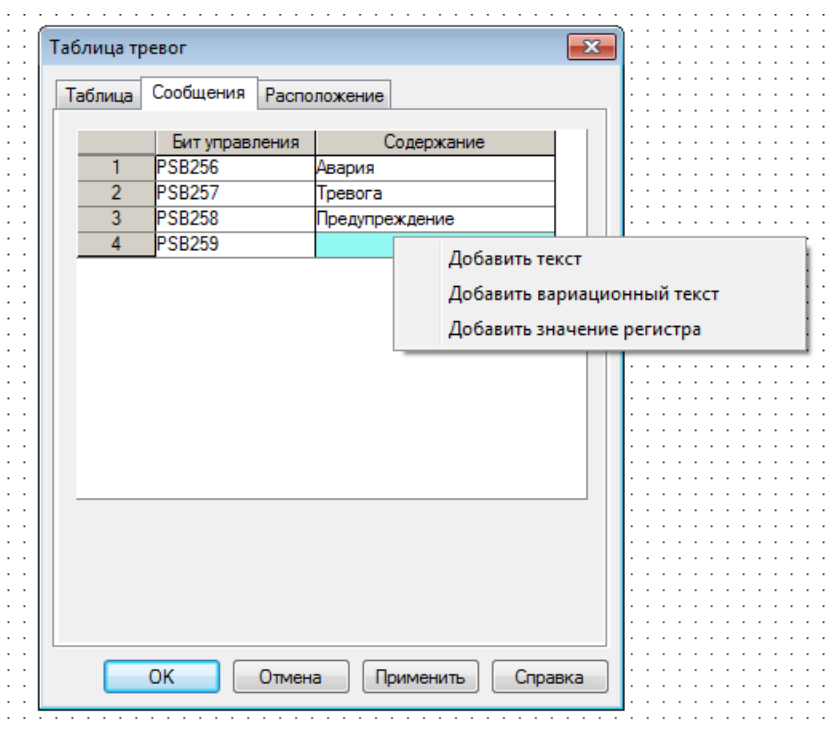 Таблица тревог
Таблица Сообщения Расположение
Бит управления Содержание
1 PSB256 Авария
2 PSB257 Тревога
3 PSB258 Предупреждение
4 PSB259
Добавить текст
Добавить вариационный текст
Добавить значение регистра
OK Отмена Применить Справка